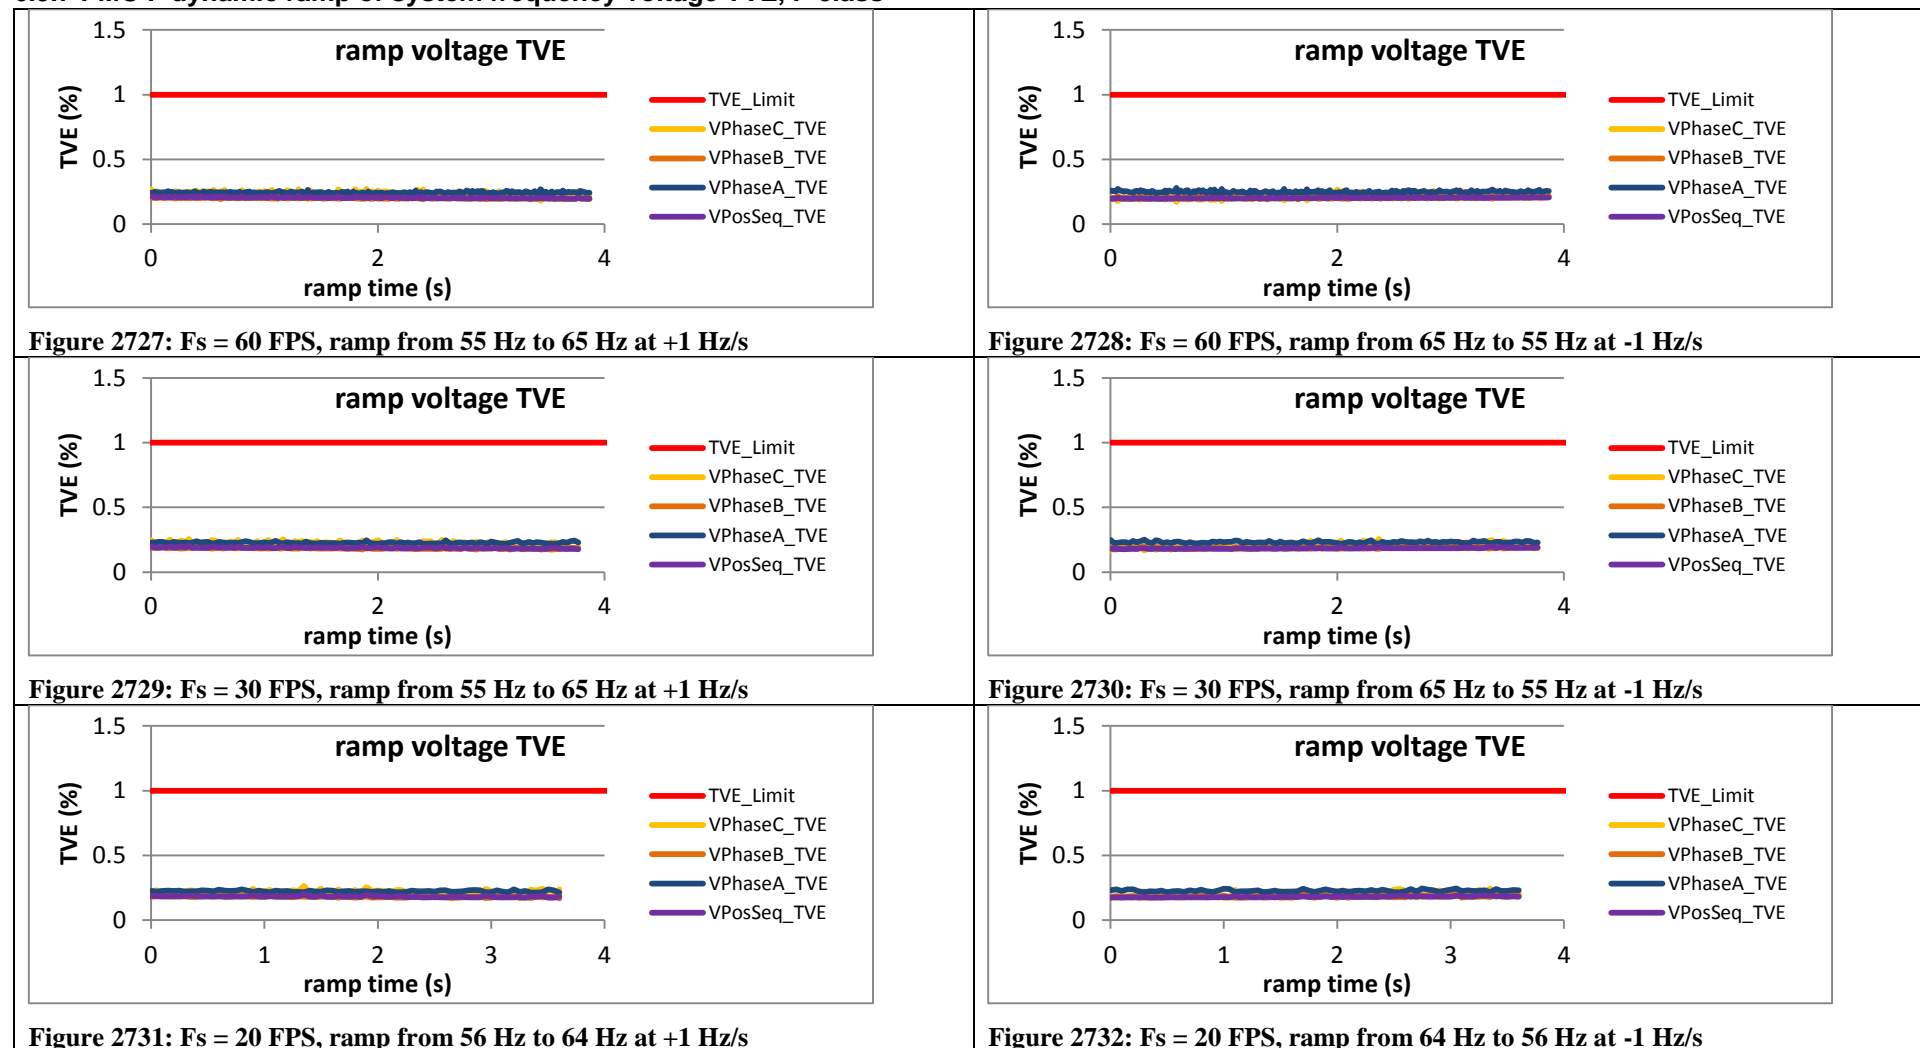 ramp voltage TVE
1.5
1
0.5
0
TVE (%)
0 2 4
ramp time (s)
TVE_Limit
VPhaseC_TVE
VPhaseB_TVE
VPhaseA_TVE
VPosSeq_TVE
Figure 2727: Fs = 60 FPS, ramp from 55 Hz to 65 Hz at +1 Hz/s
ramp voltage TVE
1.5
1
0.5
0
TVE (%)
0 2 4
ramp time (s)
TVE_Limit
VPhaseC_TVE
VPhaseB_TVE
VPhaseA_TVE
VPosSeq_TVE
Figure 2728: Fs = 60 FPS, ramp from 65 Hz to 55 Hz at -1 Hz/s
ramp voltage TVE
1.5
1
0.5
0
TVE (%)
0 2 4
ramp time (s)
TVE_Limit
VPhaseC_TVE
VPhaseB_TVE
VPhaseA_TVE
VPosSeq_TVE
Figure 2729: Fs = 30 FPS, ramp from 55 Hz to 65 Hz at +1 Hz/s
ramp voltage TVE
1.5
1
0.5
0
TVE (%)
0 2 4
ramp time (s)
TVE_Limit
VPhaseC_TVE
VPhaseB_TVE
VPhaseA_TVE
VPosSeq_TVE
Figure 2730: Fs = 30 FPS, ramp from 65 Hz to 55 Hz at -1 Hz/s
ramp voltage TVE
1.5
1
0.5
0
TVE (%)
0 1 2 3 4
ramp time (s)
TVE_Limit
VPhaseC_TVE
VPhaseB_TVE
VPhaseA_TVE
VPosSeq_TVE
Figure 2731: Fs = 20 FPS, ramp from 56 Hz to 64 Hz at +1 Hz/s
ramp voltage TVE
1.5
1
0.5
0
TVE (%)
0 1 2 3 4
ramp time (s)
TVE_Limit
VPhaseC_TVE
VPhaseB_TVE
VPhaseA_TVE
VPosSeq_TVE
Figure 2732: Fs = 20 FPS, ramp from 64 Hz to 56 Hz at -1 Hz/s